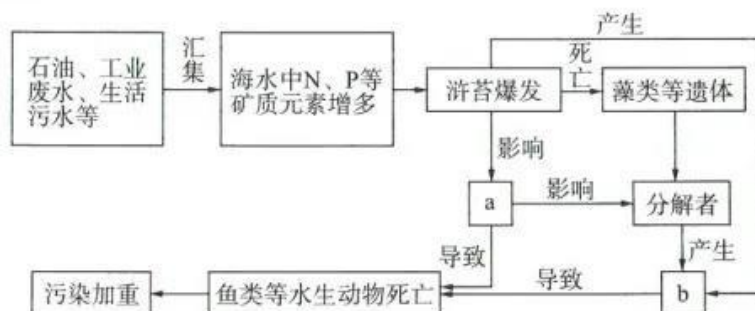 产生
石油、工业
废水、生活
污水等
汇集
海水中N、P等
矿质元素增多
浒苔爆发
死亡
藻类等遗体
影响
a
影响
分解者
导致
产生
污染加重
鱼类等水生动物死亡
导致
b